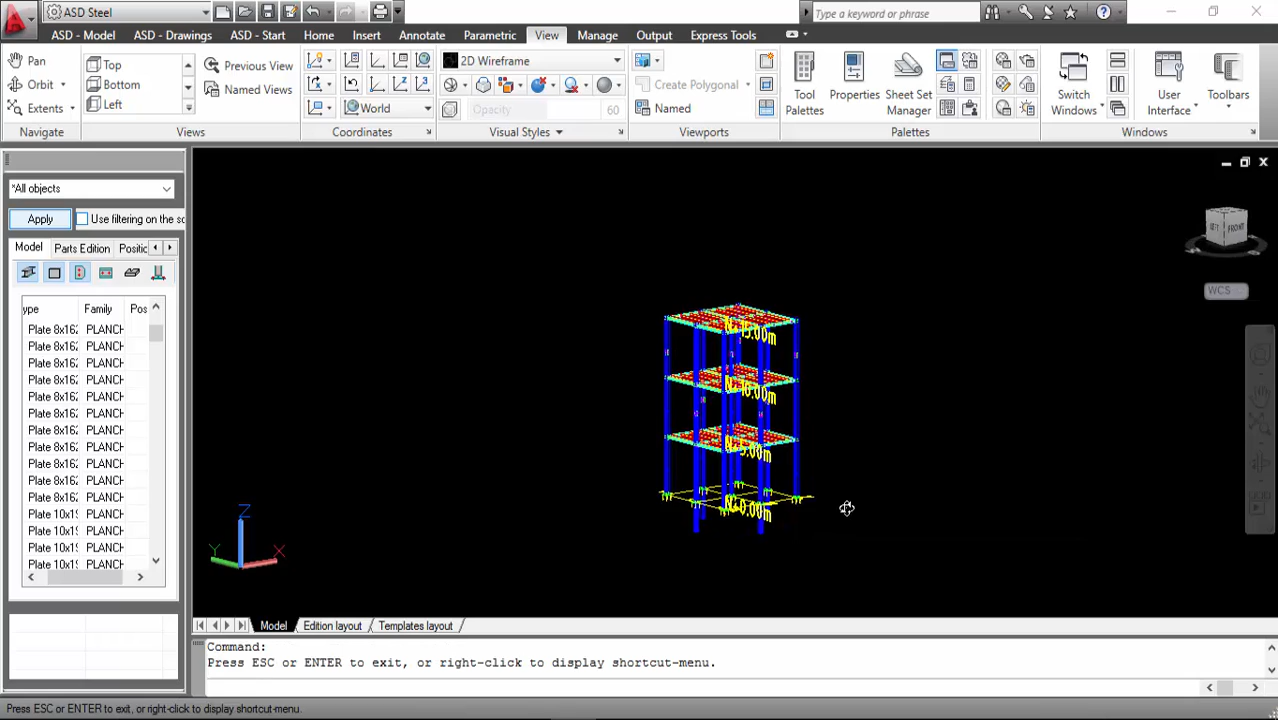 ASD Steel
Type a keyword or phrase
ASD - Model
ASD - Drawings
ASD - Start
Home
Insert
Annotate
Parametric
View
Manage
Output
Express Tools
Pan
Orbit
Extents
Navigate
Top
Bottom
Left
Previous View
Named Views
Views
World
Coordinates
2D Wireframe
Opacity
60
Visual Styles
Create Polygonal
Named
Viewports
Tool
Palettes
Properties
Sheet Set
Manager
Palettes
Switch
Windows
User
Interface
Toolbars
Windows
*All objects
Apply
Use filtering on the sc
Model
Parts Edition
Positic
ype
Family
Pos
Plate 8x162
PLANCH
Plate 8x162
PLANCH
Plate 8x162
PLANCH
Plate 8x162
PLANCH
Plate 8x162
PLANCH
Plate 8x162
PLANCH
Plate 8x162
PLANCH
Plate 8x162
PLANCH
Plate 8x162
PLANCH
Plate 8x162
PLANCH
Plate 8x162
PLANCH
Plate 10x19
PLANCH
Plate 10x19
PLANCH
Plate 10x19
PLANCH
Plate 10x19
PLANCH
FRONT
WCS
Z
Y
X
Model
Edition layout
Templates layout
Command:
Press ESC or ENTER to exit, or right-click to display shortcut-menu.
Press ESC or ENTER to exit, or right-click to display shortcut-menu.